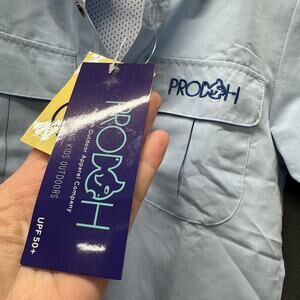 PRODOH
PRODOH
Outdoor Apparel Company
KIDS OUTDOORS
UPF 50+